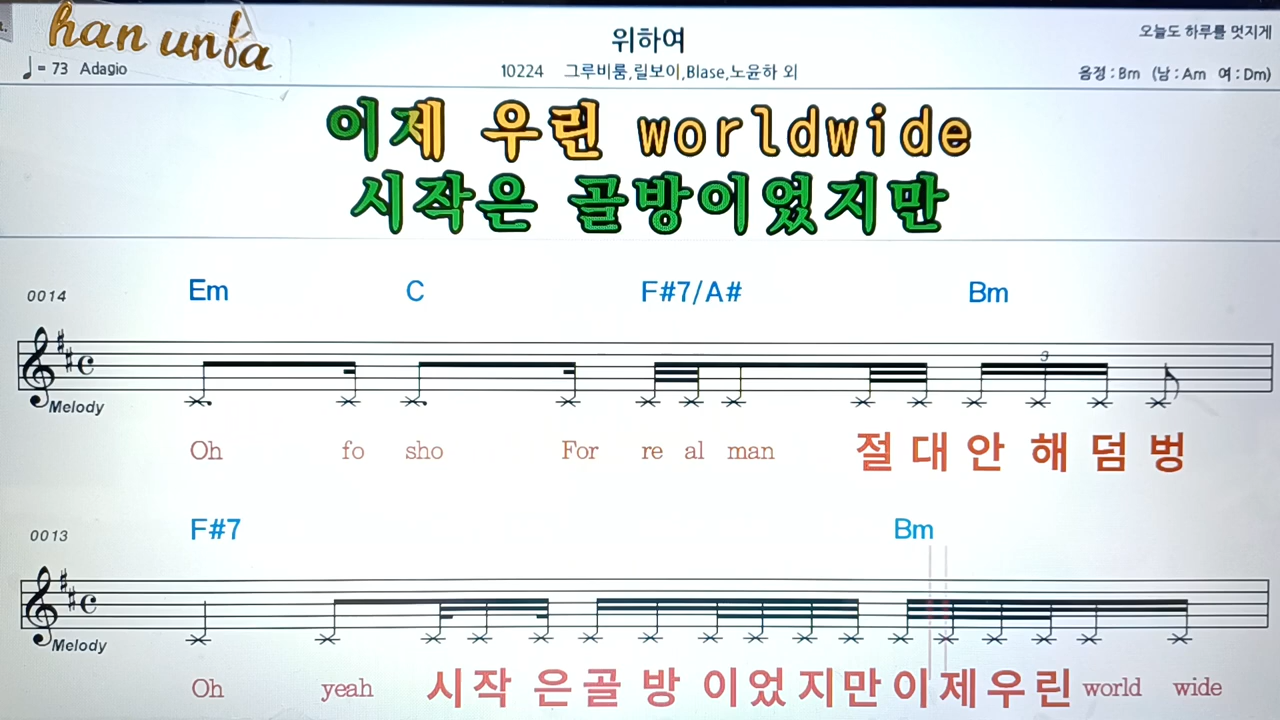 han unfa
위하여
오늘도 하루를 멋지게
♩= 73 Adagio
10224 그루비룸,릴보이,Blase,노윤하 외
음정 : Bm (남 : Am 여 : Dm)
이제 우린 worldwide
시작은 골방이었지만
0014 Em C F#7/A# Bm
3
Melody
Oh fo sho For re al man 절 대 안 해 덤 벙
0013 F#7 Bm
Melody
Oh yeah 시 작 은 골 방 이 었 지 만 이 제 우 린 world wide